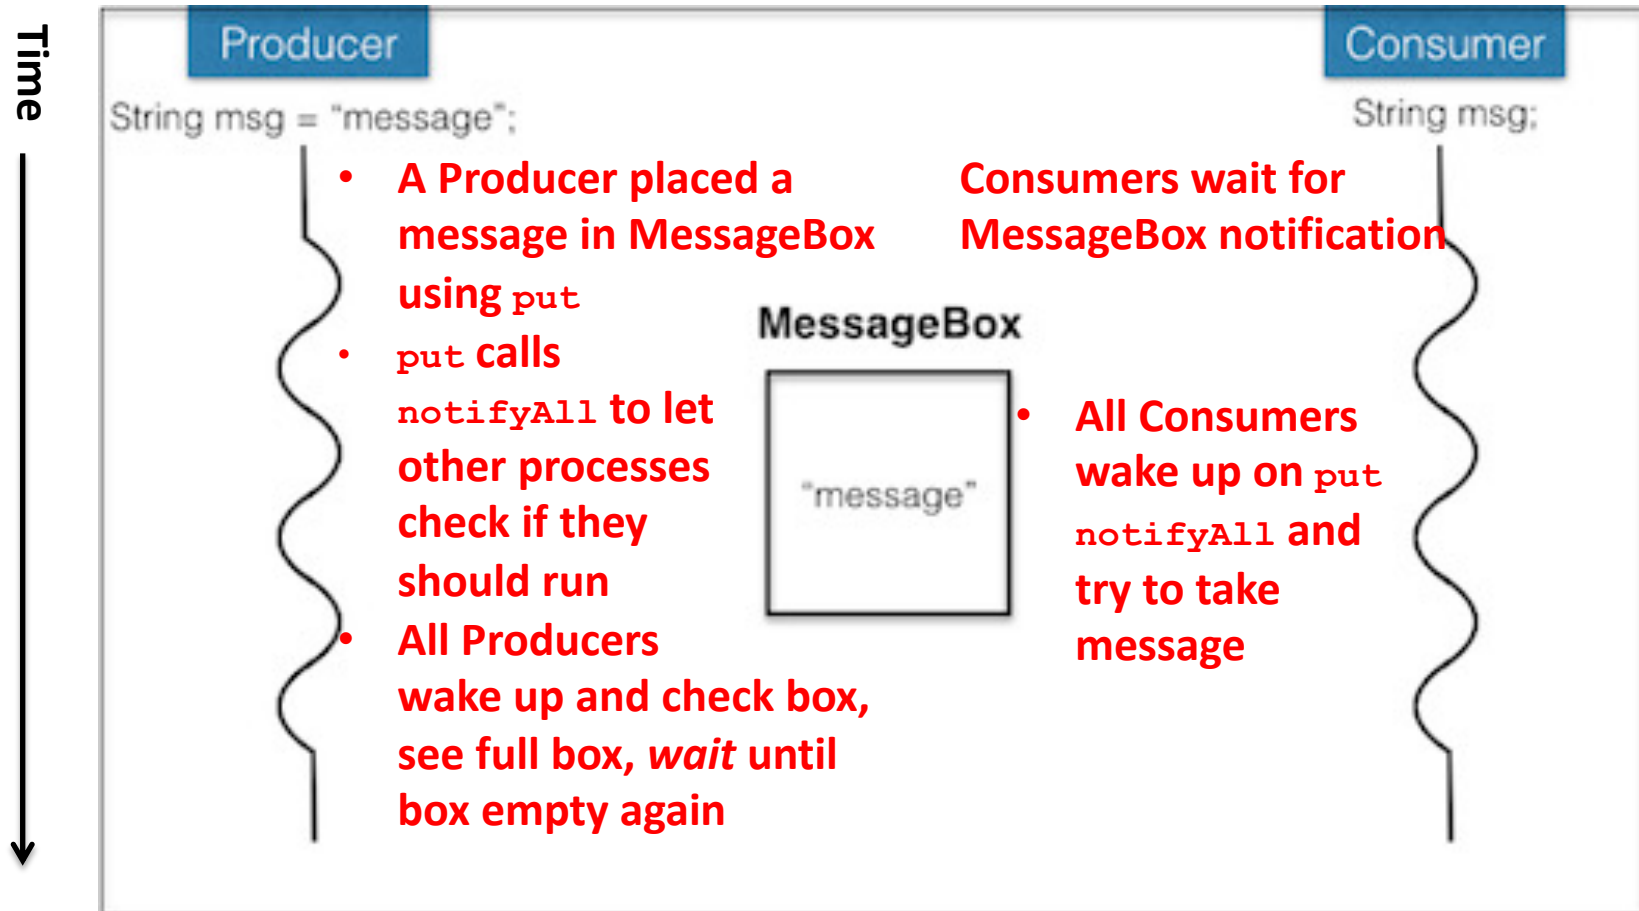 Time
Producer
Consumer
String msg = "message";
String msg;
• A Producer placed a
message in MessageBox
using put
• put calls
notifyAll to let
other processes
check if they
should run
• All Producers
wake up and check box,
see full box, wait until
box empty again
Consumers wait for
MessageBox notification
MessageBox
"message"
• All Consumers
wake up on put
notifyAll and
try to take
message